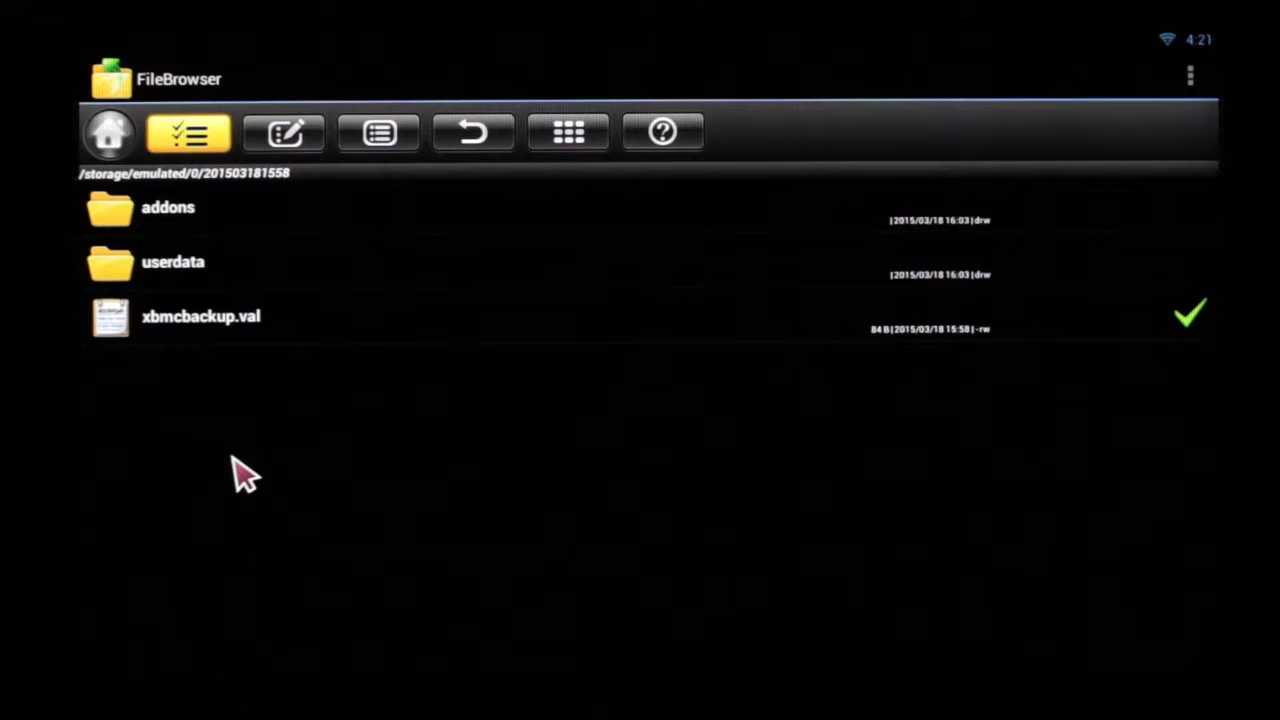 4:21
FileBrowser
/storage/emulated/0/201503181558
addons
|2015/03/18 16:03|drw
userdata
|2015/03/18 16:03|drw
xbmcbackup.val
84 B|2015/03/18 15:58|-rw